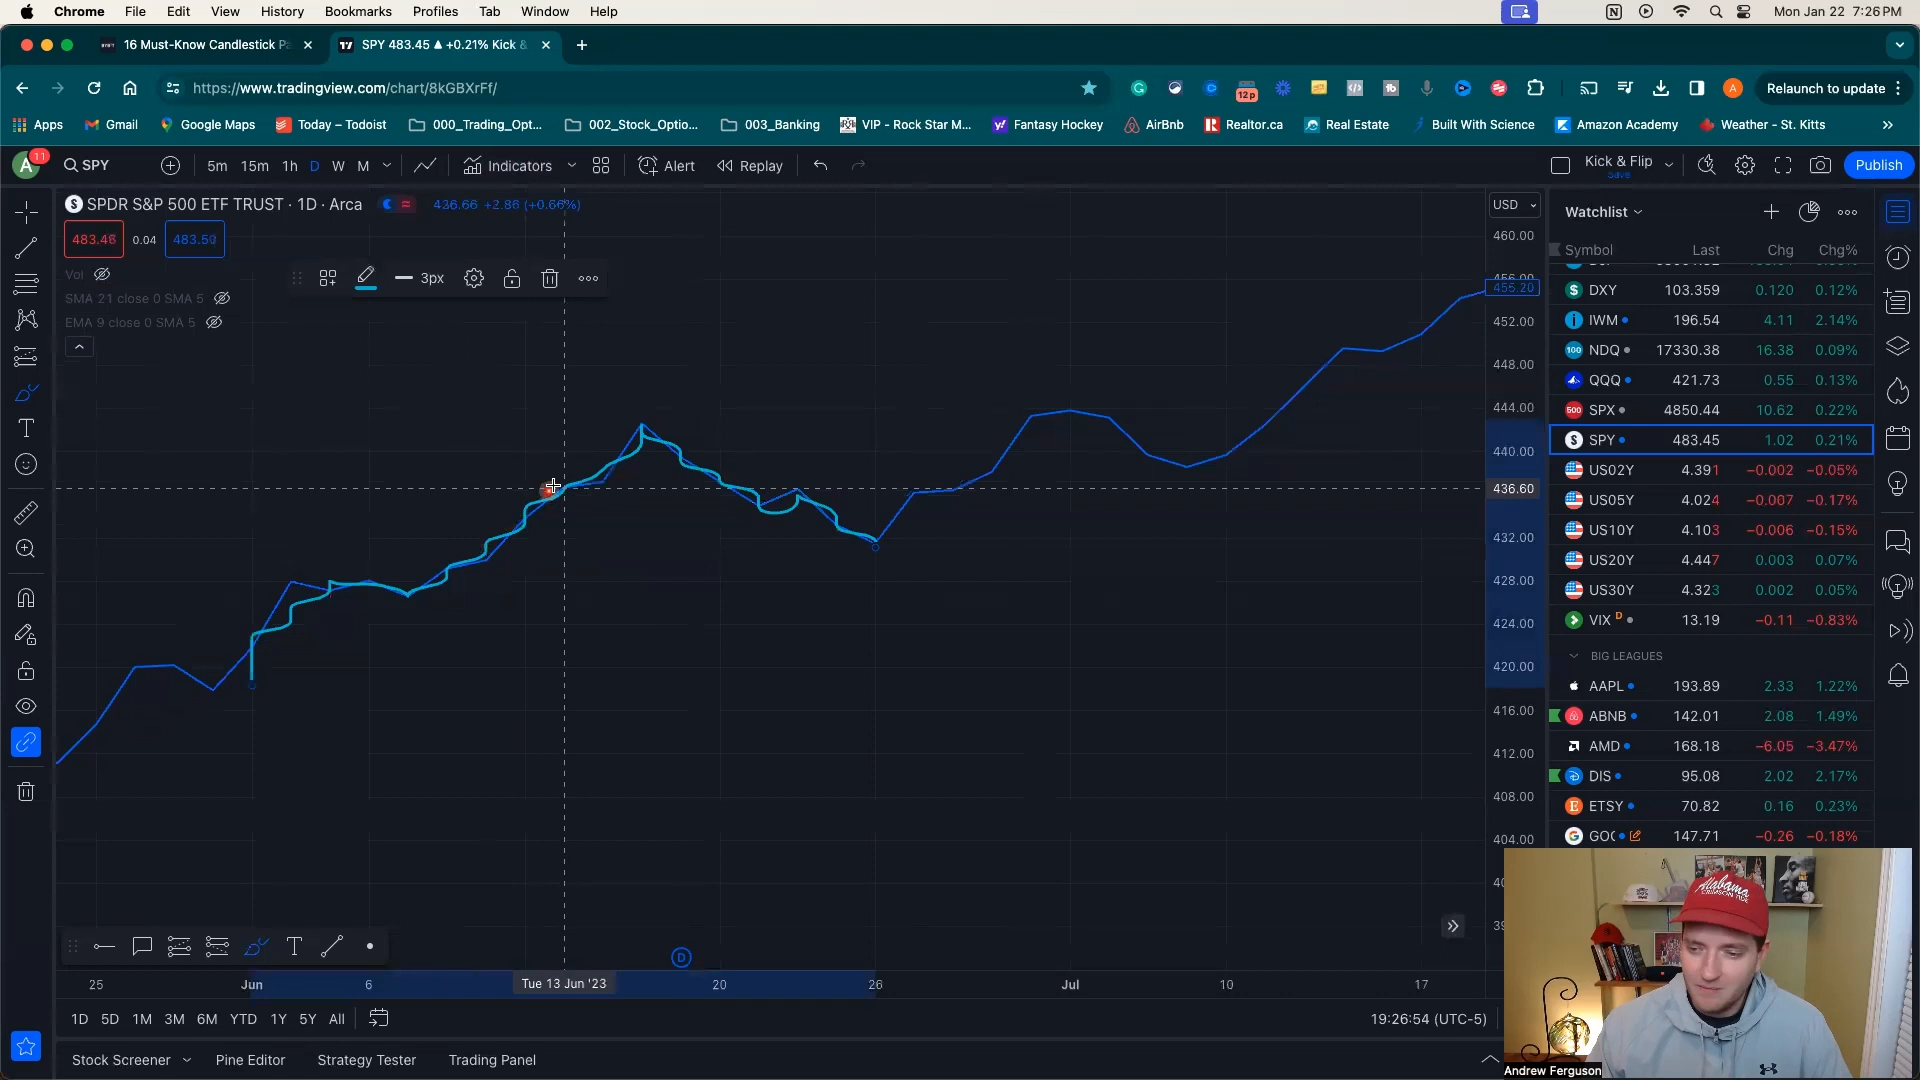 Chrome File Edit View History Bookmarks Profiles Tab Window Help Mon Jan 22 7:26 PM
16 Must-Know Candlestick Pa SPY 483.45 ▲ +0.21% Kick &
https://www.tradingview.com/chart/8kGBXrFf/ 12p A Relaunch to update
Apps Gmail Google Maps Today – Todoist 000_Trading_Opt... 002_Stock_Optio... 003_Banking VIP - Rock Star M... Fantasy Hockey AirBnb Realtor.ca Real Estate Built With Science Amazon Academy Weather - St. Kitts »
A 11 SPY 5m 15m 1h D W M Indicators Alert Replay Kick & Flip Save Publish
SPDR S&P 500 ETF TRUST · 1D · Arca 436.66 +2.86 (+0.66%) USD
483.46 0.04 483.50
Vol
SMA 21 close 0 SMA 5
EMA 9 close 0 SMA 5
3px
460.00
456.00
455.20
452.00
448.00
444.00
440.00
436.60
432.00
428.00
424.00
420.00
416.00
412.00
408.00
404.00
D
25 Jun 6 Tue 13 Jun '23 20 26 Jul 10 17
1D 5D 1M 3M 6M YTD 1Y 5Y All 19:26:54 (UTC-5)
Stock Screener Pine Editor Strategy Tester Trading Panel
Watchlist
Symbol Last Chg Chg%
DXY 103.359 0.120 0.12%
IWM 196.54 4.11 2.14%
100 NDQ 17330.38 16.38 0.09%
QQQ 421.73 0.55 0.13%
500 SPX 4850.44 10.62 0.22%
SPY 483.45 1.02 0.21%
US02Y 4.391 −0.002 −0.05%
US05Y 4.024 −0.007 −0.17%
US10Y 4.103 −0.006 −0.15%
US20Y 4.447 0.003 0.07%
US30Y 4.323 0.002 0.05%
VIX D 13.19 −0.11 −0.83%
BIG LEAGUES
AAPL 193.89 2.33 1.22%
ABNB 142.01 2.08 1.49%
AMD 168.18 −6.05 −3.47%
DIS 95.08 2.02 2.17%
E ETSY 70.82 0.16 0.23%
147.71 −0.26 −0.18%
Alabama
CRIMSON TIDE
Andrew Ferguson